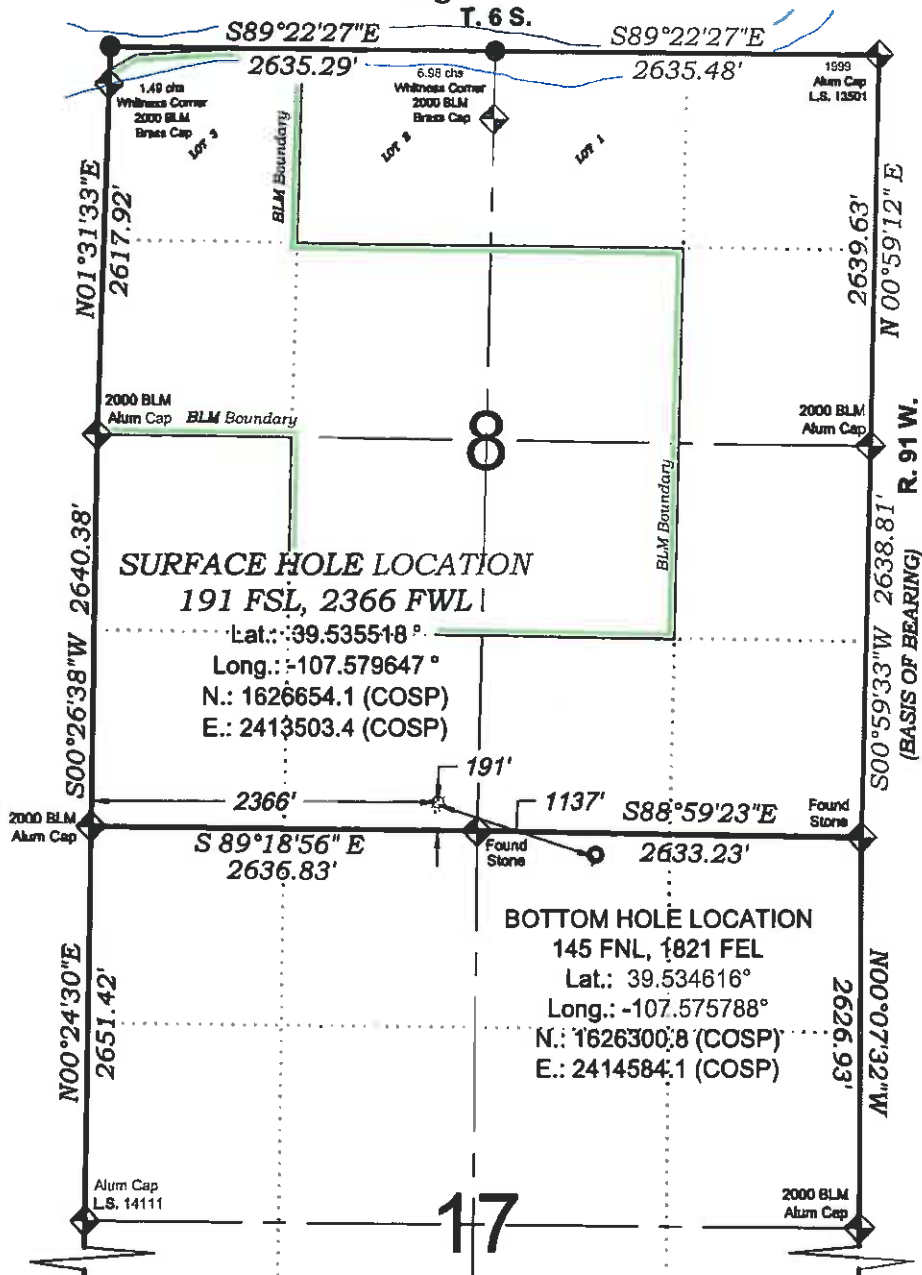 T. 6 S.
S89°22'27"E
2635.29'
S89°22'27"E
2635.48'
1.49 chs
Whitness Corner
2000 BLM
Brass Cap
LOT 3
6.98 chs
Whitness Corner
2000 BLM
Brass Cap
LOT 2
LOT 1
1999
Alum Cap
L.S. 13501
N01°31'33"E
2617.92'
BLM Boundary
2639.63'
N 00°59'12" E
2000 BLM
Alum Cap
BLM Boundary
8
2000 BLM
Alum Cap
R. 91 W.
BLM Boundary
S00°26'38"W 2640.38'
S00°59'33"W 2638.81'
(BASIS OF BEARING)
SURFACE HOLE LOCATION
191 FSL, 2366 FWL
Lat.: 39.535518 °
Long.: -107.579647 °
N.: 1626654.1 (COSP)
E.: 2413503.4 (COSP)
191'
2366'
1137'
S88°59'23"E
2633.23'
Found
Stone
2000 BLM
Alum Cap
S 89°18'56" E
2636.83'
Found
Stone
BOTTOM HOLE LOCATION
145 FNL, 1821 FEL
Lat.: 39.534616°
Long.: -107.575788°
N.: 1626300.8 (COSP)
E.: 2414584.1 (COSP)
N00°24'30"E
2651.42'
2626.93'
N00°07'32"W
Alum Cap
L.S. 14111
17
2000 BLM
Alum Cap